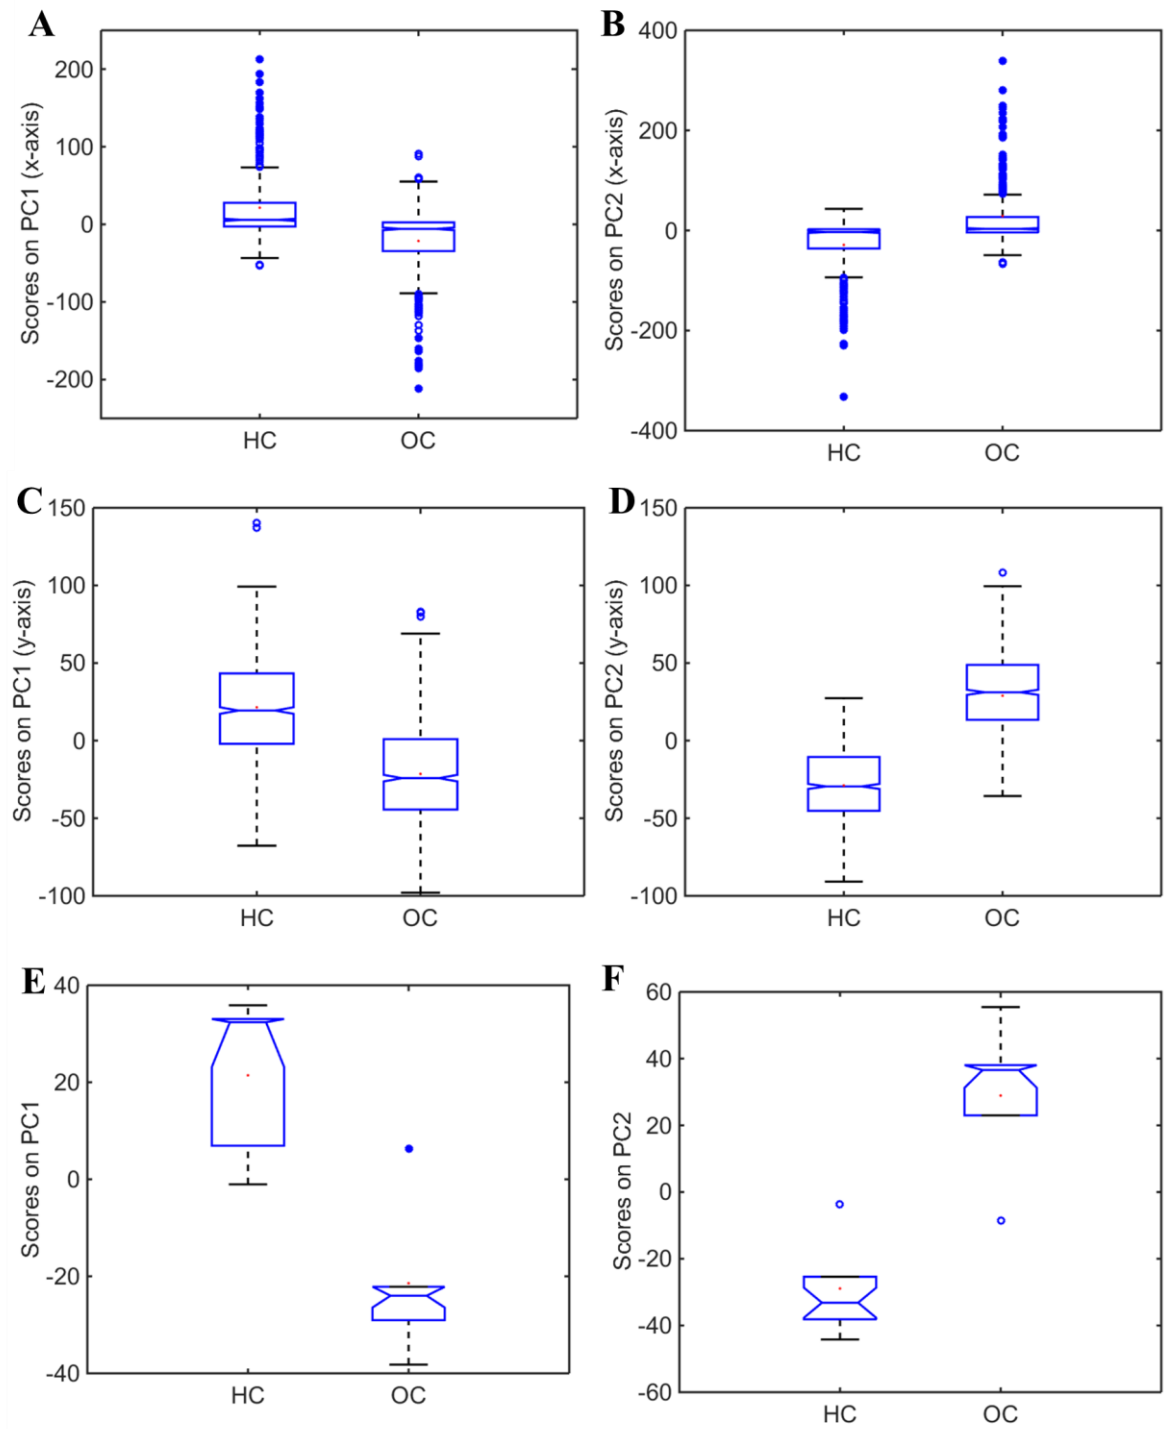 A
Scores on PC1 (x-axis)
200
100
0
-100
-200
HC
OC
B
Scores on PC2 (x-axis)
400
200
0
-200
-400
HC
OC
C
Scores on PC1 (y-axis)
150
100
50
0
-50
-100
HC
OC
D
Scores on PC2 (y-axis)
150
100
50
0
-50
-100
HC
OC
E
Scores on PC1
40
20
0
-20
-40
HC
OC
F
Scores on PC2
60
40
20
0
-20
-40
-60
HC
OC